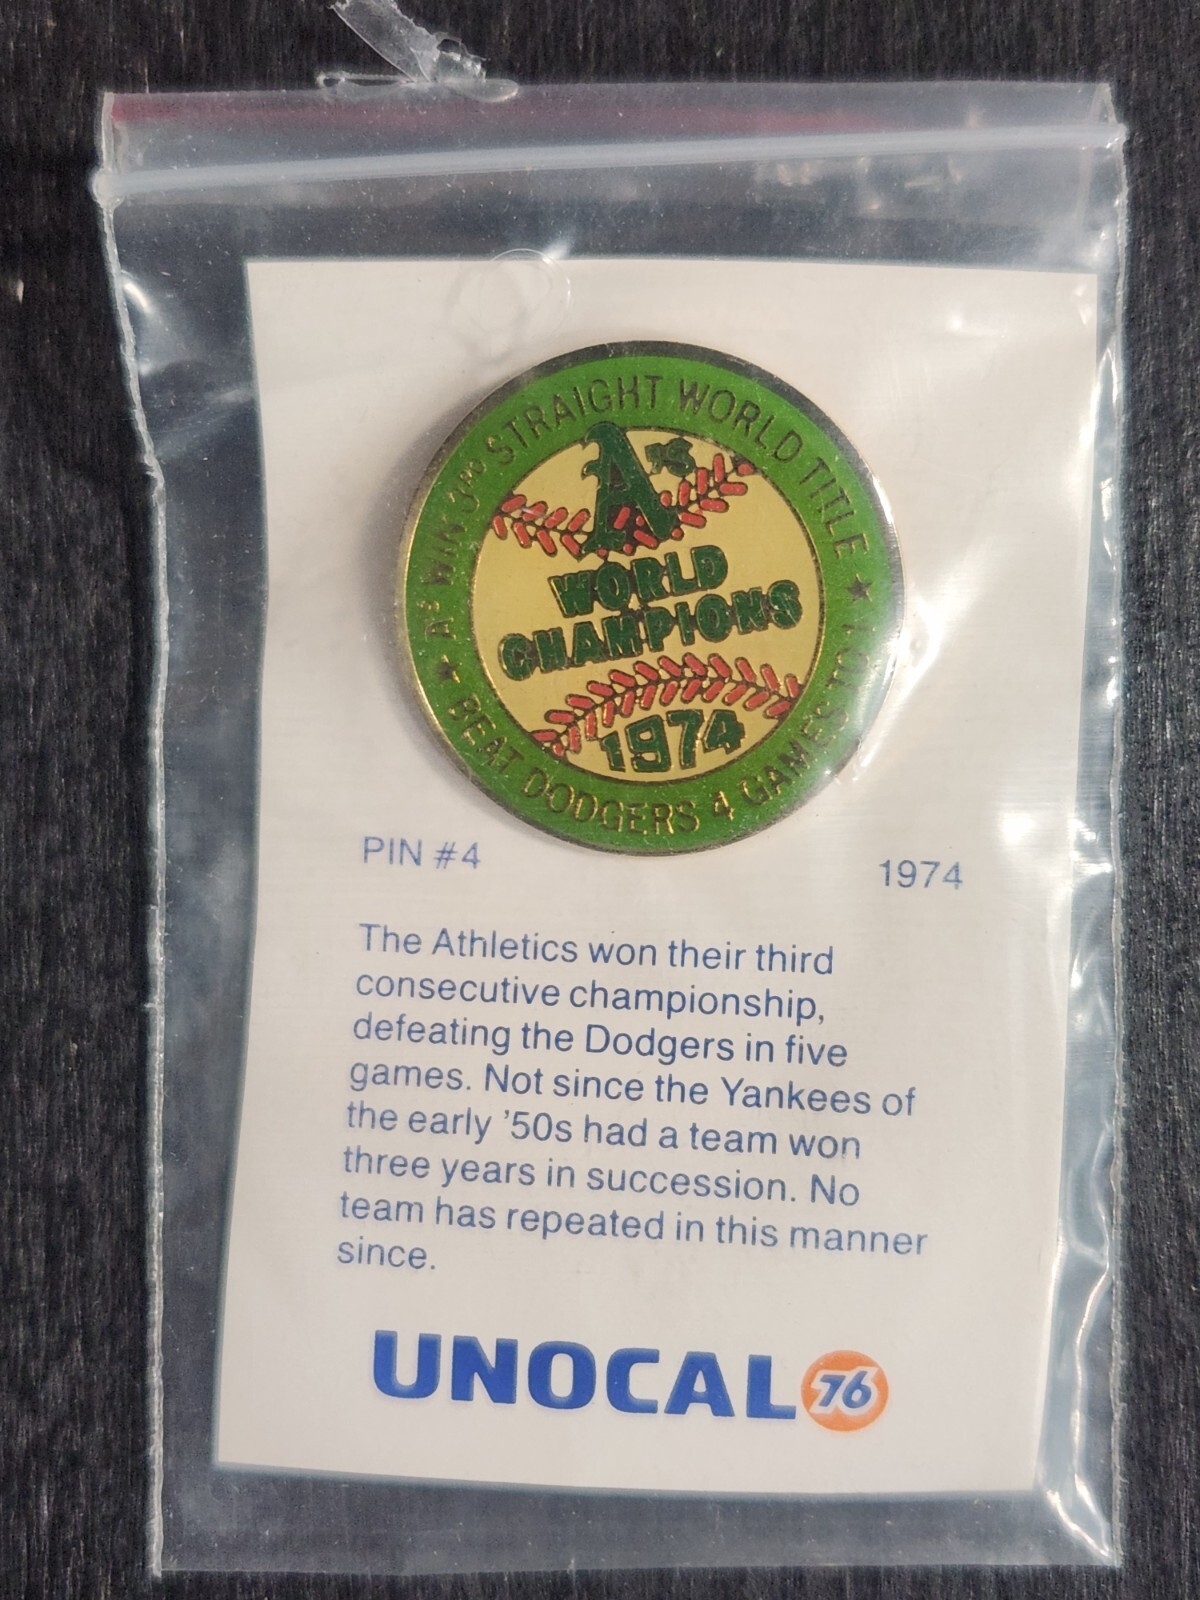 A's WIN 3RD STRAIGHT WORLD TITLE
A's
WORLD
CHAMPIONS
1974
BEAT DODGERS 4 GAMES TO 1
PIN #4
1974
The Athletics won their third
consecutive championship,
defeating the Dodgers in five
games. Not since the Yankees of
the early '50s had a team won
three years in succession. No
team has repeated in this manner
since.
UNOCAL 76